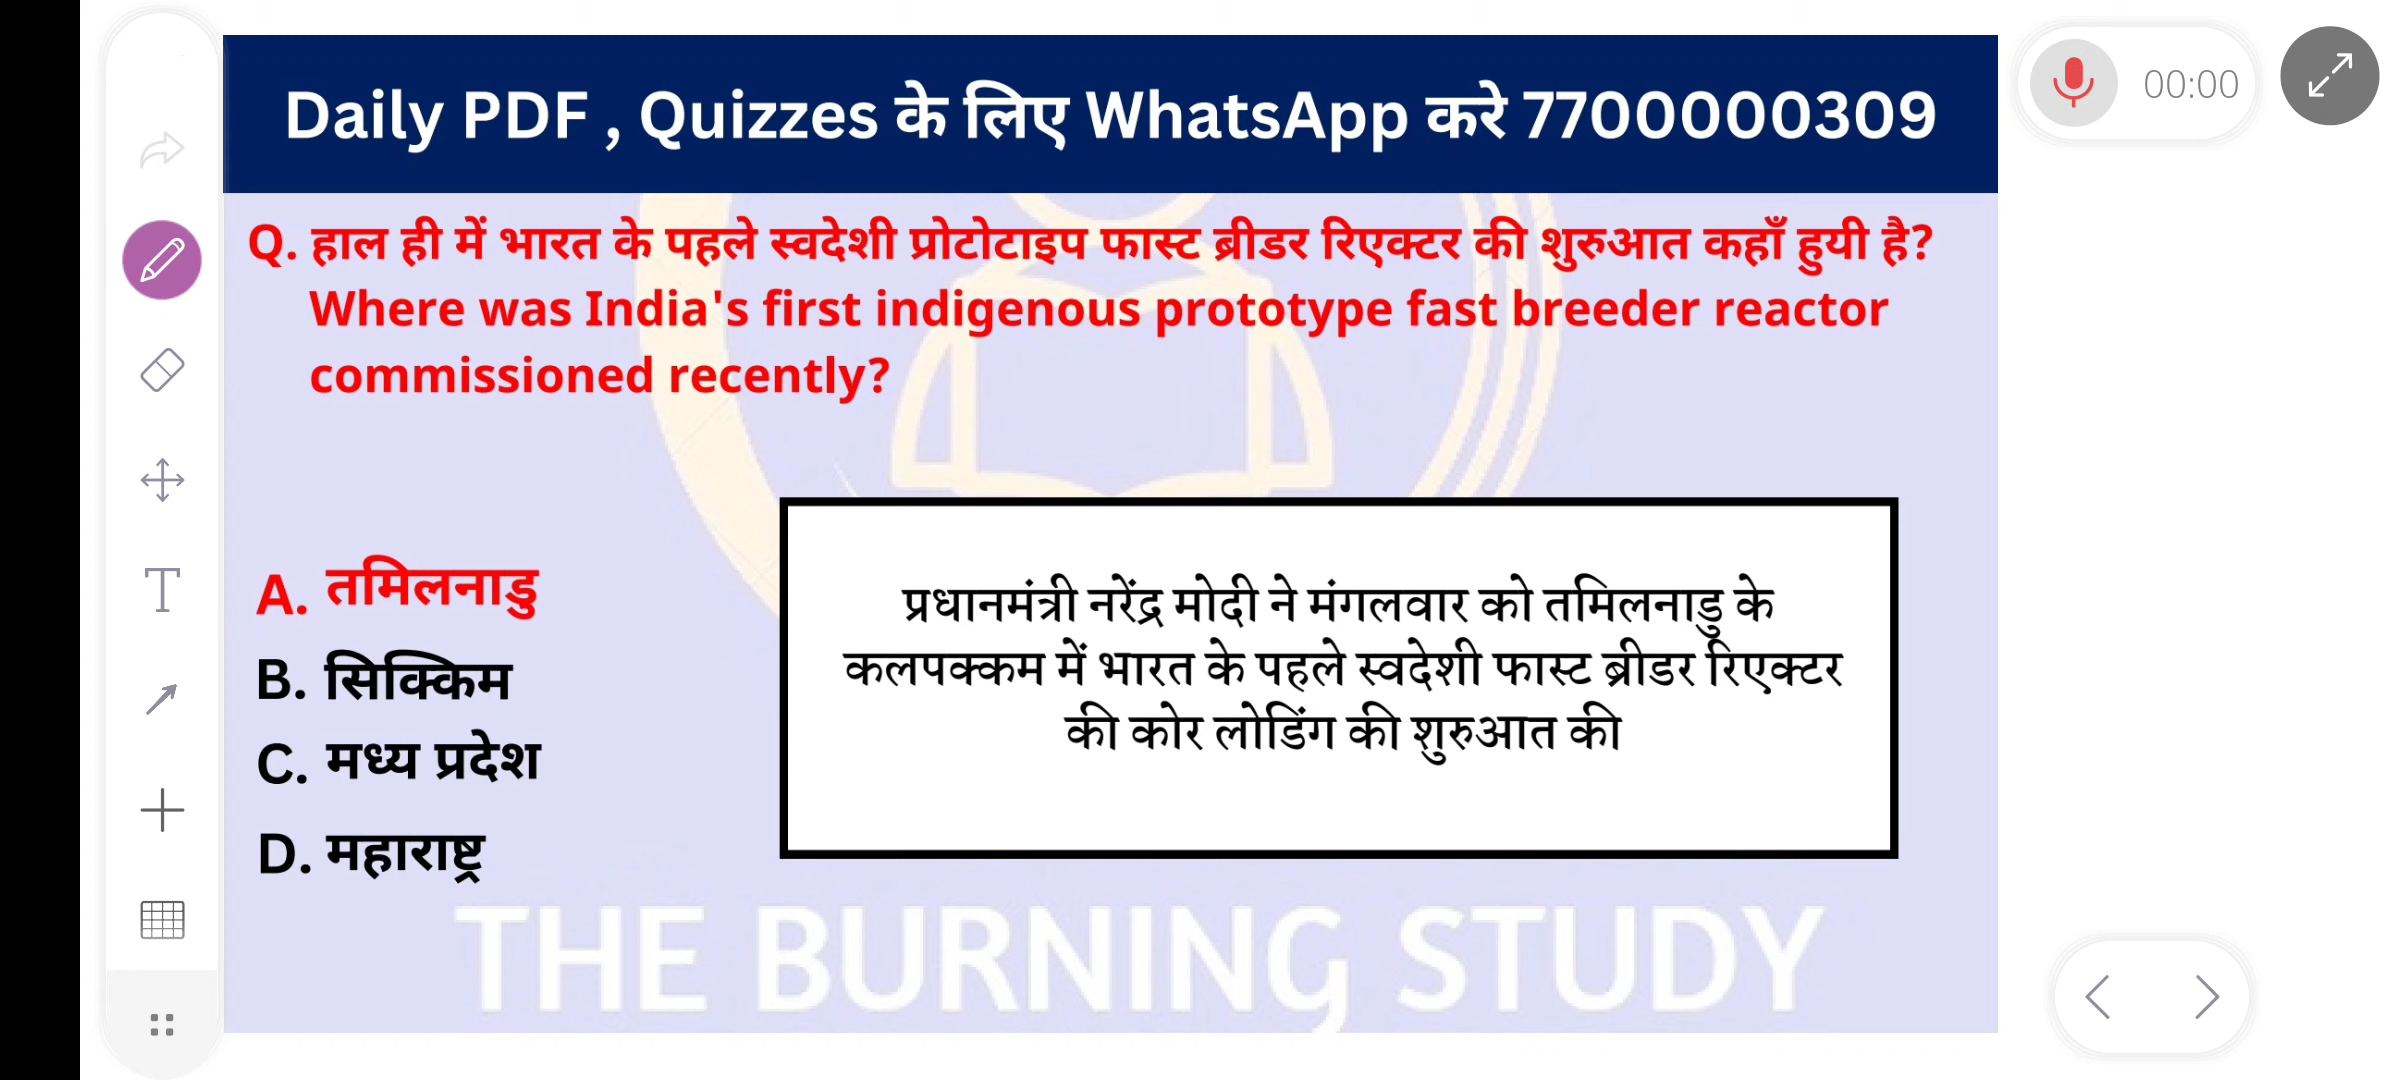 Daily PDF , Quizzes के लिए WhatsApp करे 7700000309
00:00
Q. हाल ही में भारत के पहले स्वदेशी प्रोटोटाइप फास्ट ब्रीडर रिएक्टर की शुरुआत कहाँ हुयी है?
Where was India's first indigenous prototype fast breeder reactor
commissioned recently?
A. तमिलनाडु
B. सिक्किम
C. मध्य प्रदेश
D. महाराष्ट्र
प्रधानमंत्री नरेंद्र मोदी ने मंगलवार को तमिलनाडु के
कलपक्कम में भारत के पहले स्वदेशी फास्ट ब्रीडर रिएक्टर
की कोर लोडिंग की शुरुआत की
THE BURNING STUDY
T